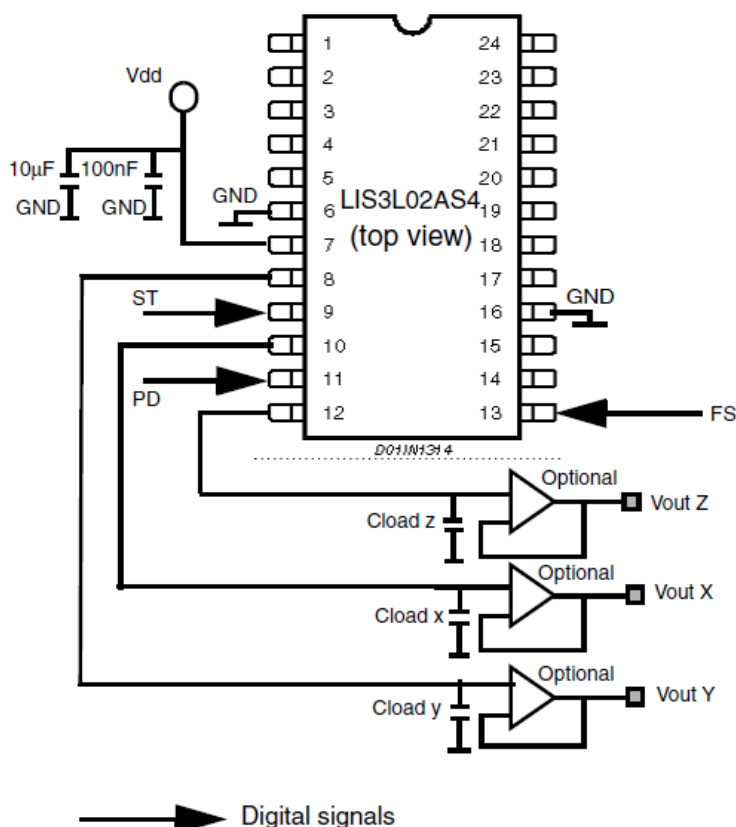 1 24
Vdd 2 23
3 22
4 21
10µF 100nF 5 20
GND GND GND 6 LIS3L02AS4 19
7 (top view) 18
8 17
ST 9 16 GND
10 15
PD 11 14
12 13 FS
D01IN1314
Optional
Cload z Vout Z
Optional
Cload x Vout X
Optional
Cload y Vout Y
Digital signals